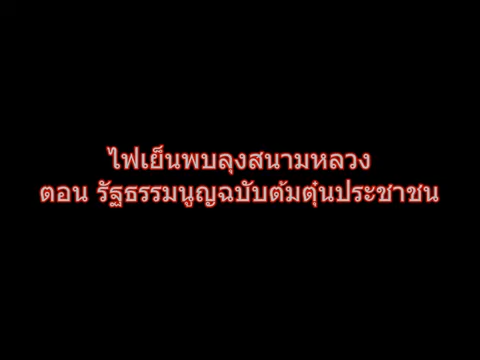 ไฟเย็นพบลุงสนามหลวง
ตอน รัฐธรรมนูญฉบับต้มตุ๋นประชาชน